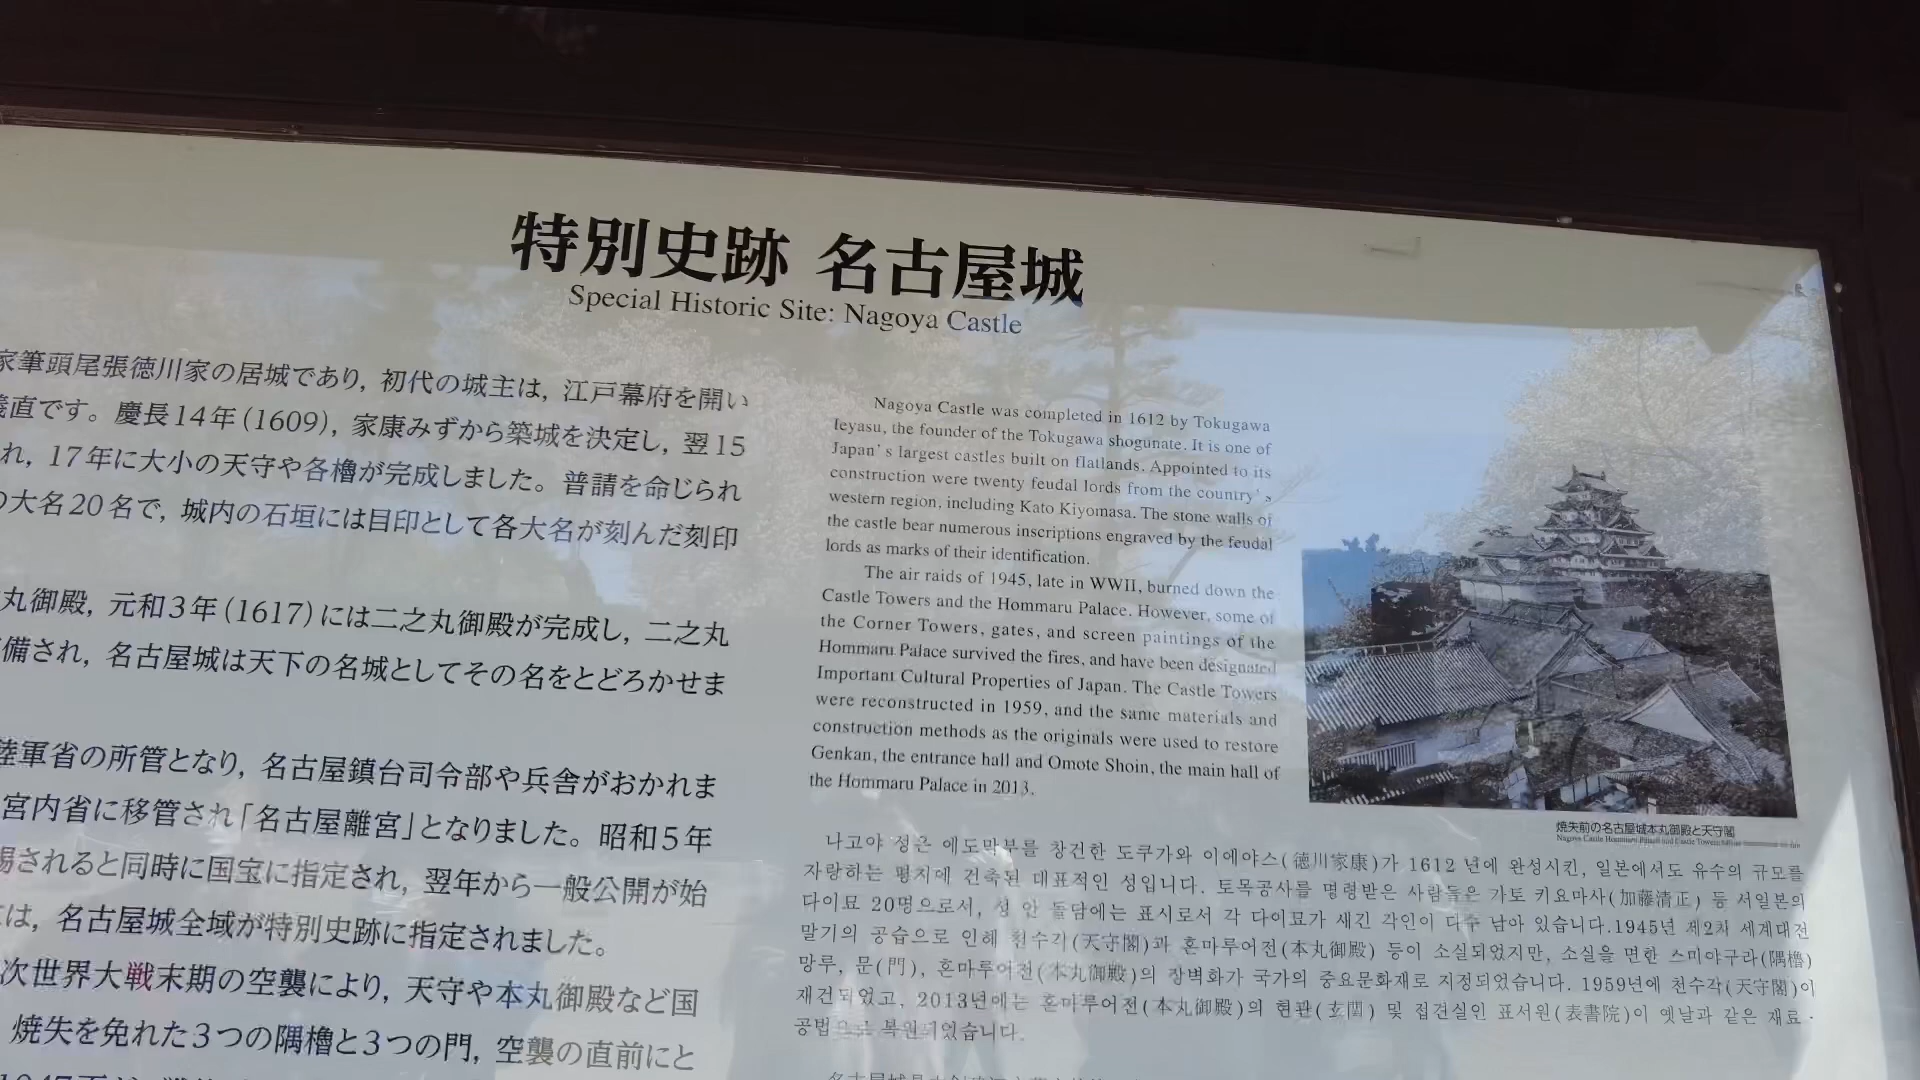 特別史跡 名古屋城
Special Historic Site: Nagoya Castle
家筆頭尾張徳川家の居城であり, 初代の城主は, 江戸幕府を開い
直です。慶長14年(1609), 家康みずから築城を決定し, 翌15
れ, 17年に大小の天守や各櫓が完成しました。普請を命じられ
の大名20名で, 城内の石垣には目印として各大名が刻んだ刻印
丸御殿, 元和3年(1617)には二之丸御殿が完成し, 二之丸
備され, 名古屋城は天下の名城としてその名をとどろかせま
陸軍省の所管となり, 名古屋鎮台司令部や兵舎がおかれま
宮内省に移管され「名古屋離宮」となりました。昭和5年
賜されると同時に国宝に指定され, 翌年から一般公開が始
は, 名古屋城全域が特別史跡に指定されました。
次世界大戦末期の空襲により, 天守や本丸御殿など国
焼失を免れた3つの隅櫓と3つの門, 空襲の直前にと
Nagoya Castle was completed in 1612 by Tokugawa
Ieyasu, the founder of the Tokugawa shogunate. It is one of
Japan's largest castles built on flatlands. Appointed to its
construction were twenty feudal lords from the country's
western region, including Kato Kiyomasa. The stone walls of
the castle bear numerous inscriptions engraved by the feudal
lords as marks of their identification.
The air raids of 1945, late in WWII, burned down the
Castle Towers and the Hommaru Palace. However, some of
the Corner Towers, gates, and screen paintings of the
Hommaru Palace survived the fires, and have been designated
Important Cultural Properties of Japan. The Castle Towers
were reconstructed in 1959, and the same materials and
construction methods as the originals were used to restore
Genkan, the entrance hall and Omote Shoin, the main hall of
the Hommaru Palace in 2013.
焼失前の名古屋城本丸御殿と天守閣
Nagoya Castle Hommaru Palace and Castle Towers before
나고야 성은 에도막부를 창건한 도쿠가와 이에야스(徳川家康)가 1612 년에 완성시킨, 일본에서도 유수의 규모를
자랑하는 평지에 건축된 대표적인 성입니다. 토목공사를 명령받은 사람들은 가토 키요마사(加藤清正) 등 서일본의
다이묘 20명으로서, 성 안 돌담에는 표시로서 각 다이묘가 새긴 각인이 다수 남아 있습니다.1945년 제2차 세계대전
말기의 공습으로 인해 천수각(天守閣)과 혼마루어전(本丸御殿) 등이 소실되었지만, 소실을 면한 스미야구라(隅櫓)
망루, 문(門), 혼마루어전(本丸御殿)의 장벽화가 국가의 중요문화재로 지정되었습니다. 1959년에 천수각(天守閣)이
재건되었고, 2013년에는 혼마루어전(本丸御殿)의 현관(玄関) 및 접견실인 표서원(表書院)이 옛날과 같은 재료·
공법으로 복원되었습니다.